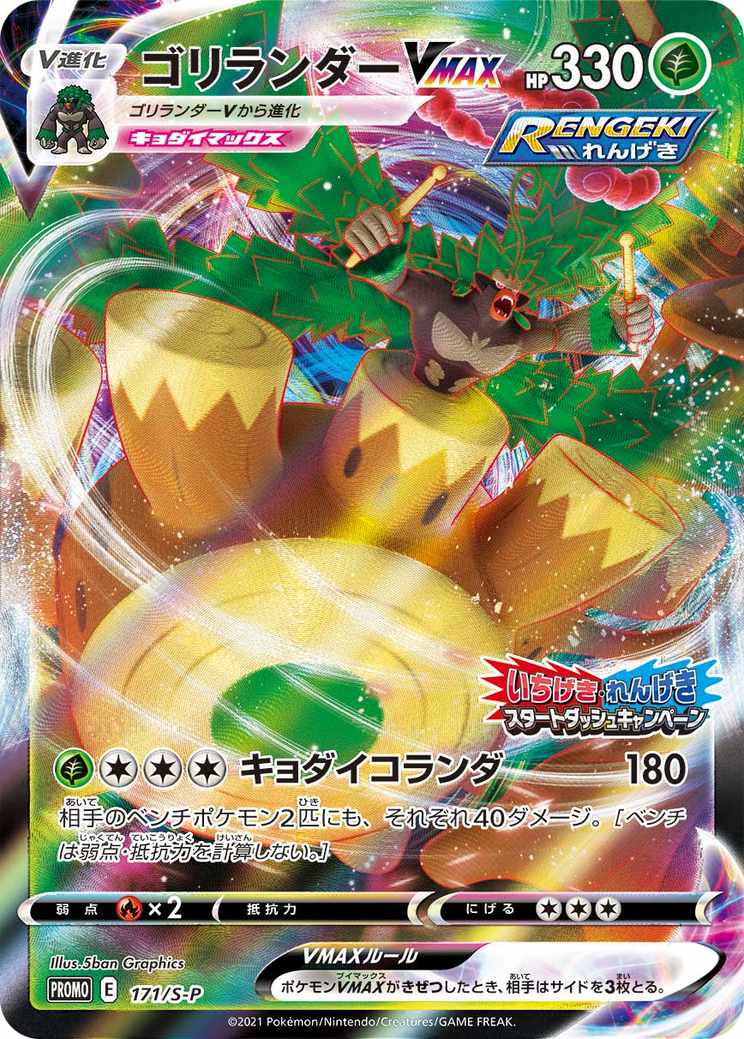 V進化
ゴリランダーVMAX
HP330
ゴリランダーVから進化
キョダイマックス
RENGEKI
れんげき
いちげき・れんげき
スタートダッシュキャンペーン
キョダイコランダ 180
相手のベンチポケモン2匹にも、それぞれ40ダメージ。[ベンチ
は弱点・抵抗力を計算しない。]
弱点 ×2 抵抗力 にげる
Illus.5ban Graphics
VMAXルール
ポケモンVMAXがきぜつしたとき、相手はサイドを3枚とる。
PROMO E 171/S-P
©2021 Pokémon/Nintendo/Creatures/GAME FREAK.